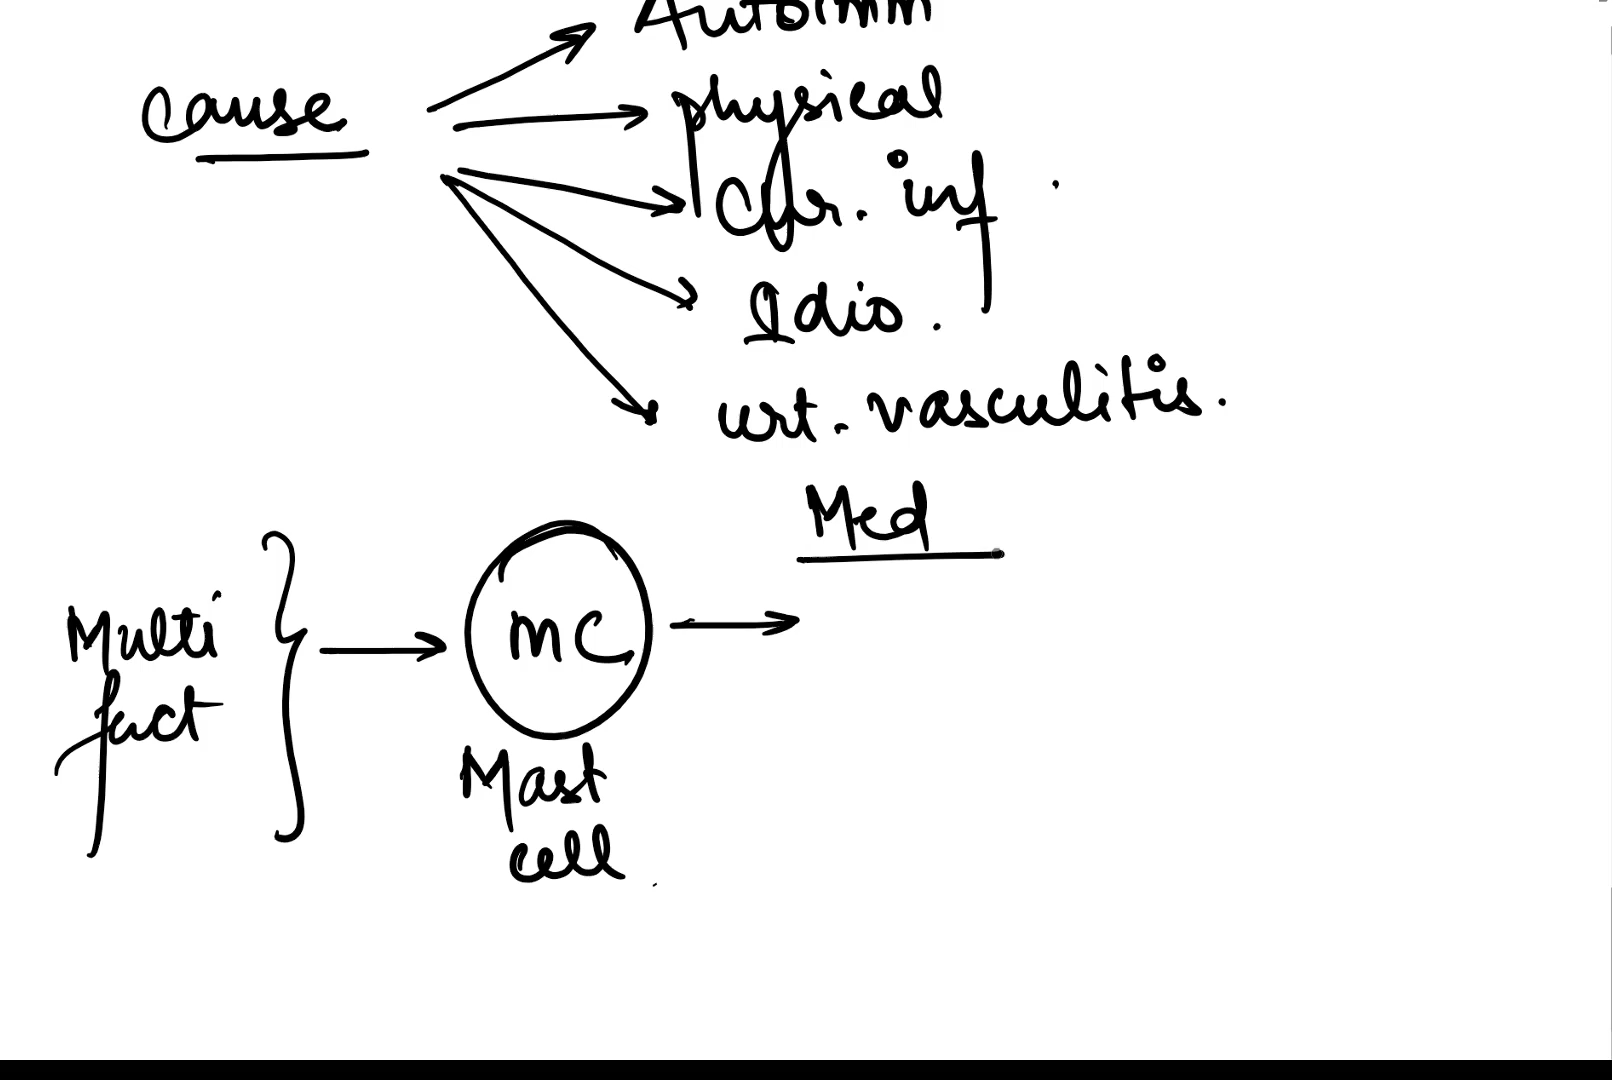 Autoimm
cause
physical
Chr. inf.
Idio.
urt. vasculitis.
Med
Multi
fact
MC
Mast
cell